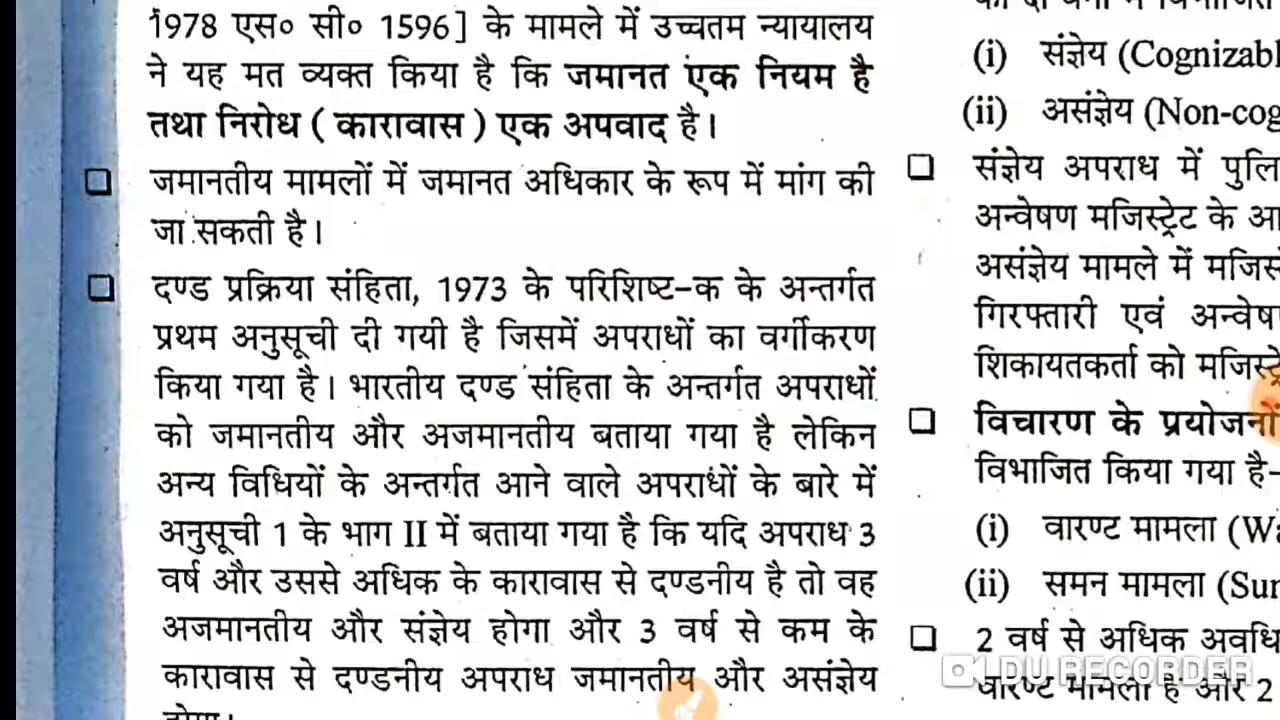 1978 एस० सी० 1596] के मामले में उच्चतम न्यायालय
ने यह मत व्यक्त किया है कि जमानत एक नियम है
तथा निरोध ( कारावास ) एक अपवाद है।
जमानतीय मामलों में जमानत अधिकार के रूप में मांग की
जा सकती है।
दण्ड प्रक्रिया संहिता, 1973 के परिशिष्ट-क के अन्तर्गत
प्रथम अनुसूची दी गयी है जिसमें अपराधों का वर्गीकरण
किया गया है। भारतीय दण्ड संहिता के अन्तर्गत अपराधों
को जमानतीय और अजमानतीय बताया गया है लेकिन
अन्य विधियों के अन्तर्गत आने वाले अपराधों के बारे में
अनुसूची 1 के भाग II में बताया गया है कि यदि अपराध 3
वर्ष और उससे अधिक के कारावास से दण्डनीय है तो वह
अजमानतीय और संज्ञेय होगा और 3 वर्ष से कम के
कारावास से दण्डनीय अपराध जमानतीय और असंज्ञेय
होगा।
(i) संज्ञेय (Cognizabl
(ii) असंज्ञेय (Non-cog
संज्ञेय अपराध में पुलि
अन्वेषण मजिस्ट्रेट के आ
असंज्ञेय मामले में मजिस
गिरफ्तारी एवं अन्वेष
शिकायतकर्ता को मजिस्ट्रे
विचारण के प्रयोजनों
विभाजित किया गया है-
(i) वारण्ट मामला (Wa
(ii) समन मामला (Sum
2 वर्ष से अधिक अवधि
वारण्ट मामला है और 2
DU RECORDER